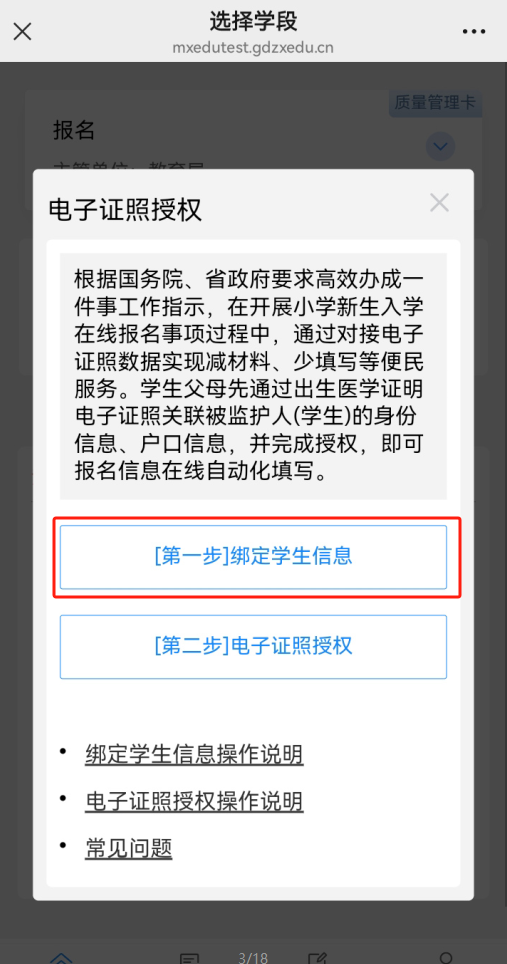 选择学段
mxedutest.gdzxedu.cn
质量管理卡
报名
主管单位：教育局
电子证照授权
根据国务院、省政府要求高效办成一
件事工作指示，在开展小学新生入学
在线报名事项过程中，通过对接电子
证照数据实现减材料、少填写等便民
服务。学生父母先通过出生医学证明
电子证照关联被监护人(学生)的身份
信息、户口信息，并完成授权，即可
报名信息在线自动化填写。
[第一步]绑定学生信息
[第二步]电子证照授权
绑定学生信息操作说明
电子证照授权操作说明
常见问题
3/18